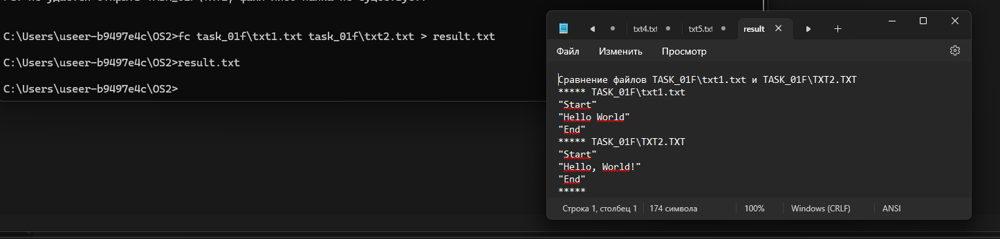 C:\Users\useer-b9497e4c\OS2>fc task_01f\txt1.txt task_01f\txt2.txt > result.txt
C:\Users\useer-b9497e4c\OS2>result.txt
C:\Users\useer-b9497e4c\OS2>
txt4.txt
txt5.txt
result
Файл Изменить Просмотр
Сравнение файлов TASK_01F\txt1.txt и TASK_01F\TXT2.TXT
***** TASK_01F\txt1.txt
"Start"
"Hello World"
"End"
***** TASK_01F\TXT2.TXT
"Start"
"Hello, World!"
"End"
*****
Строка 1, столбец 1 174 символа 100% Windows (CRLF) ANSI